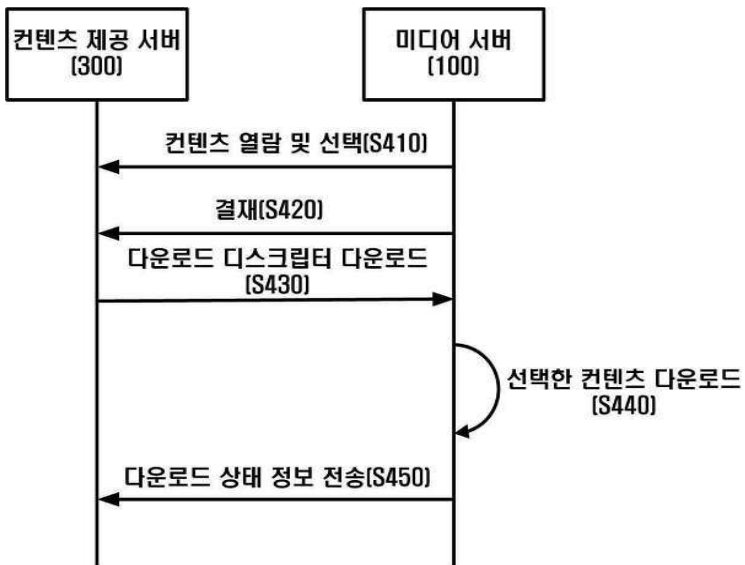 컨텐츠 제공 서버
(300)
미디어 서버
(100)
컨텐츠 열람 및 선택(S410)
결재(S420)
다운로드 디스크립터 다운로드
(S430)
선택한 컨텐츠 다운로드
(S440)
다운로드 상태 정보 전송(S450)